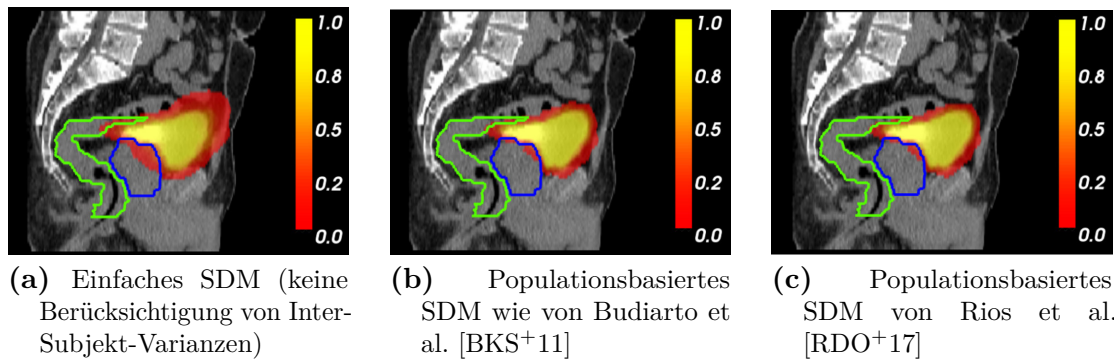 1.0
0.8
0.5
0.2
0.0
1.0
0.8
0.5
0.2
0.0
1.0
0.8
0.5
0.2
0.0
(a) Einfaches SDM (keine
Berücksichtigung von Inter-
Subjekt-Varianzen)
(b) Populationsbasiertes
SDM wie von Budiarto et
al. [BKS+11]
(c) Populationsbasiertes
SDM von Rios et al.
[RDO+17]